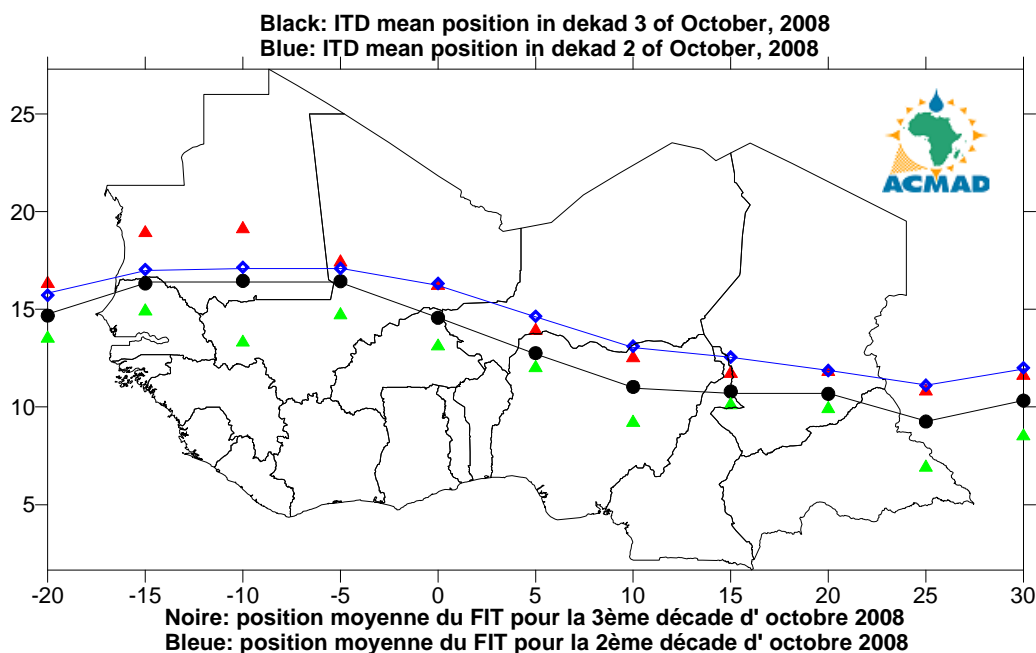 Black: ITD mean position in dekad 3 of October, 2008
Blue: ITD mean position in dekad 2 of October, 2008
25
20
15
10
5
ACMAD
-20 -15 -10 -5 0 5 10 15 20 25 30
Noire: position moyenne du FIT pour la 3ème décade d' octobre 2008
Bleue: position moyenne du FIT pour la 2ème décade d' octobre 2008